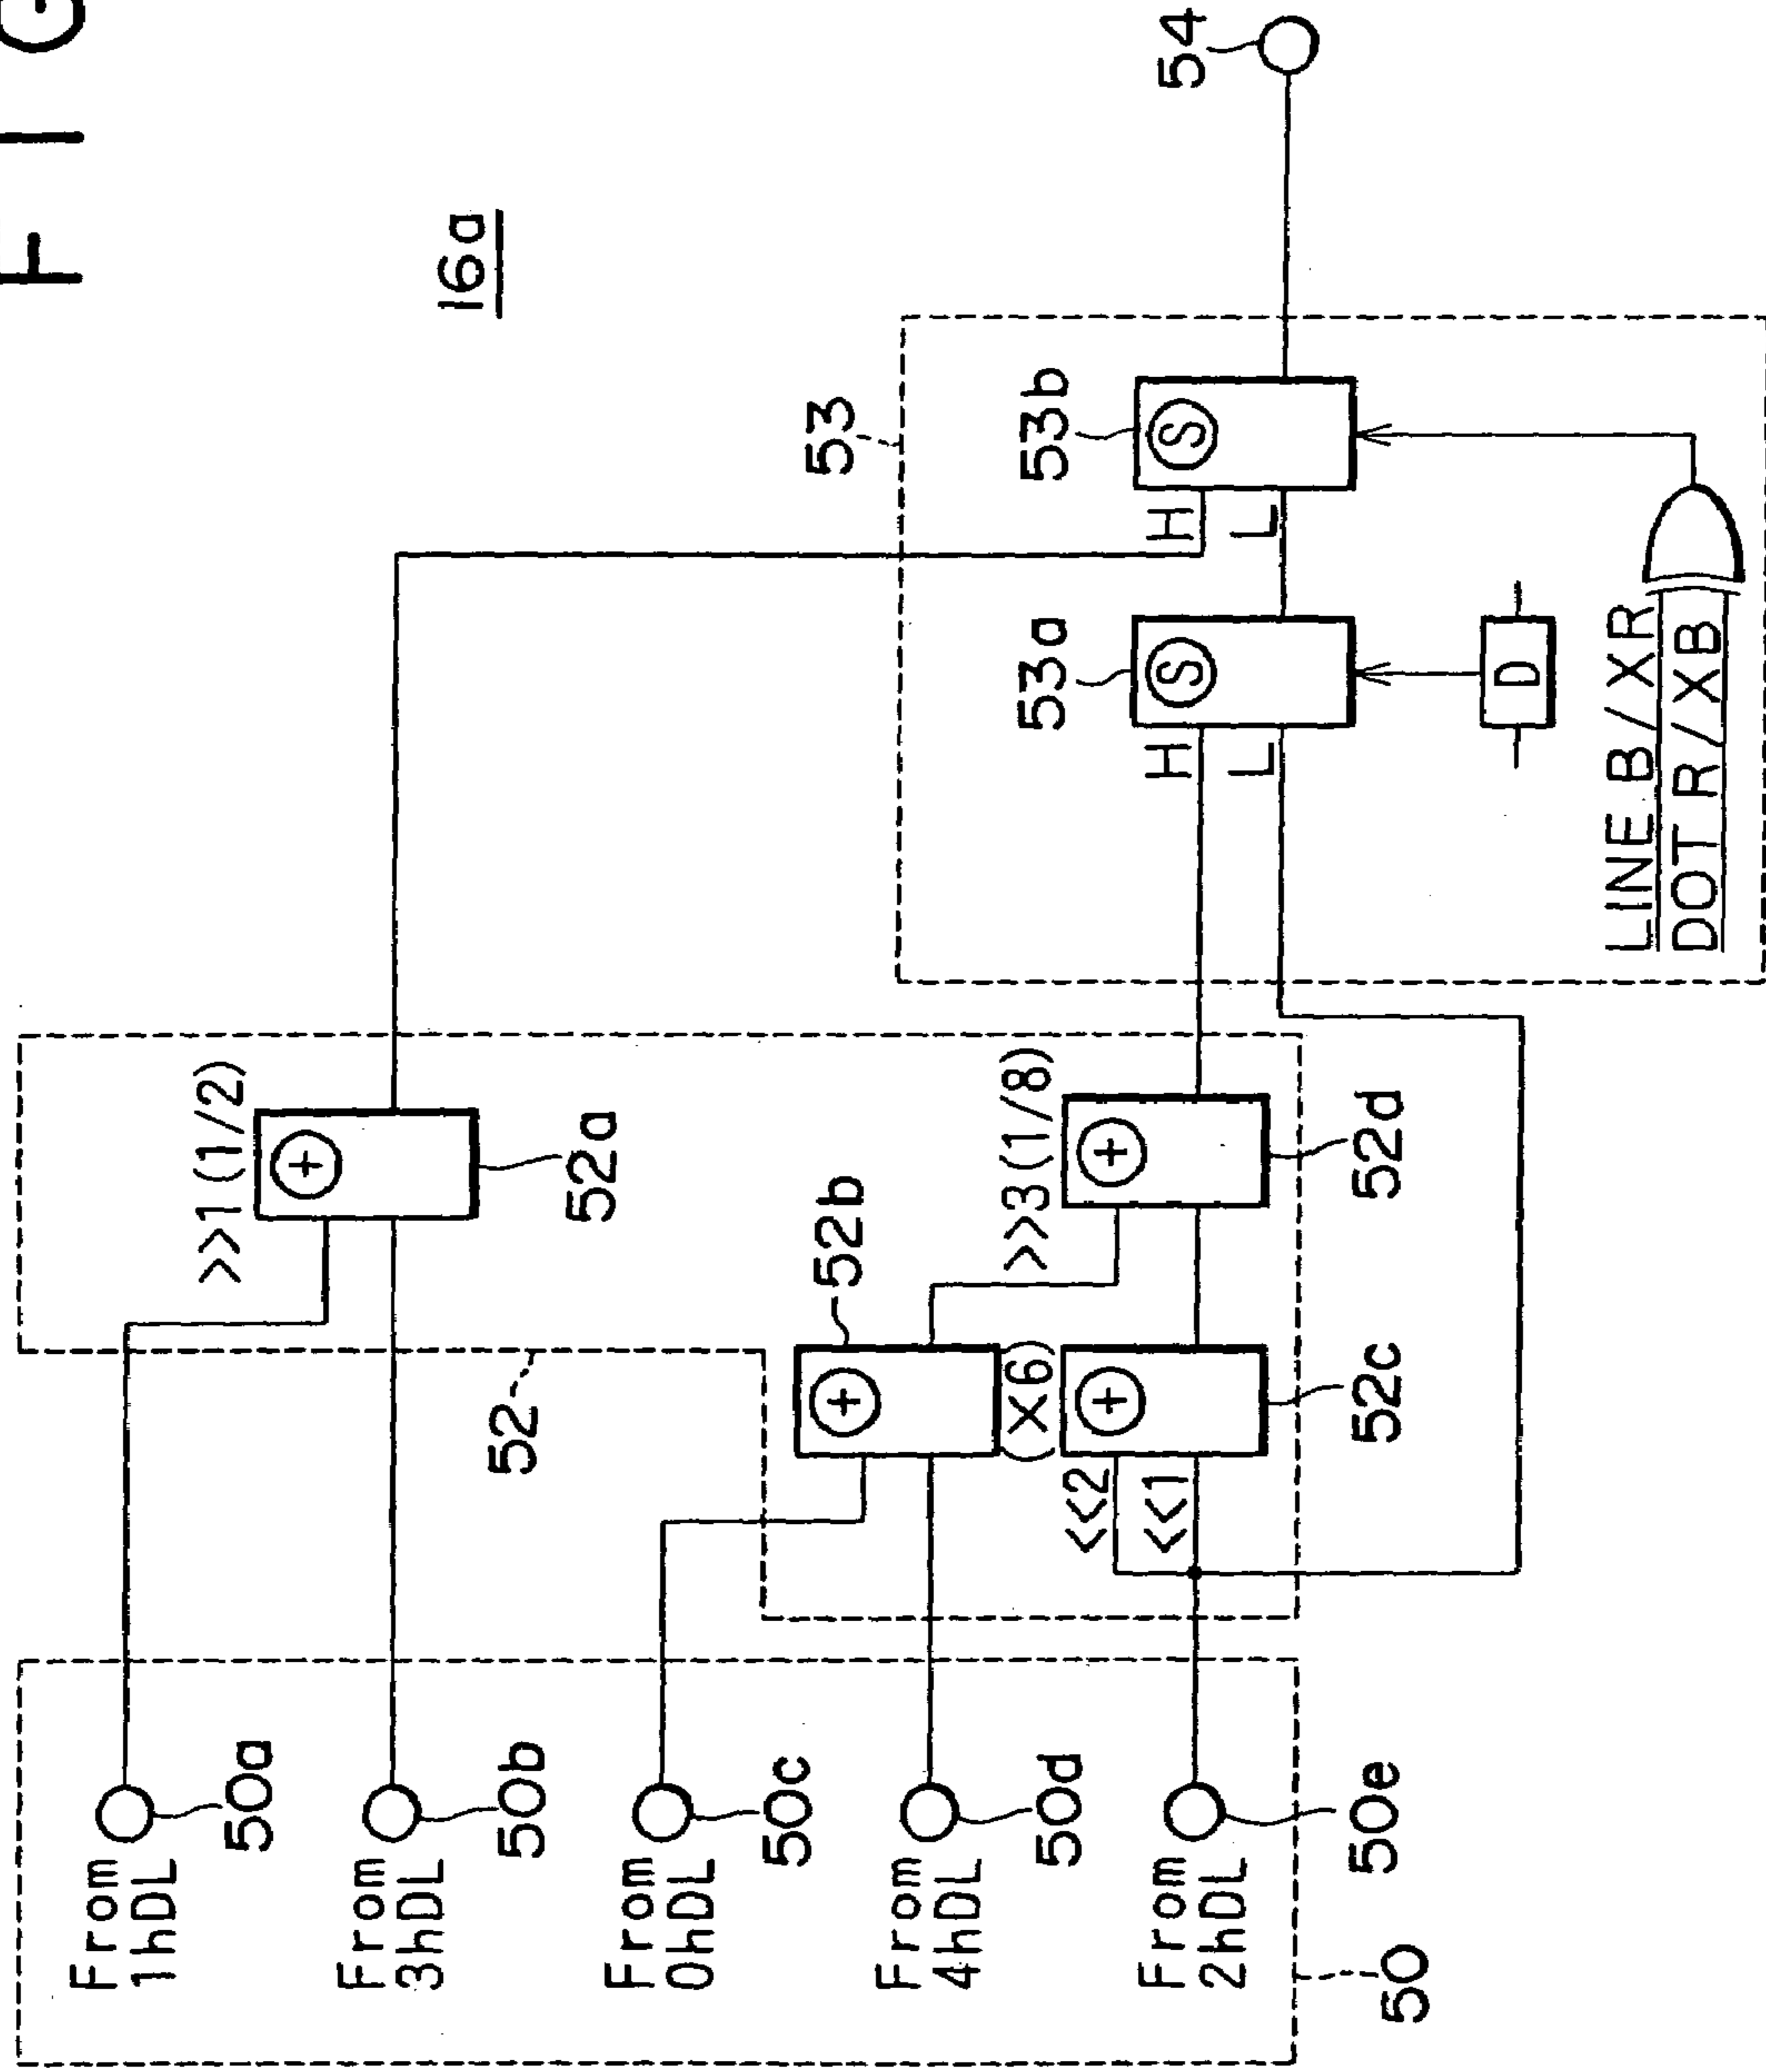 FIG
16a
From
1hDL
50a
From
3hDL
50b
From
0hDL
50c
From
4hDL
50d
From
2hDL
50e
50
52
>>1(1/2)
52a
52b
(×6)
<<2
<<1
52c
>>3(1/8)
52d
53
H
L
S
53a
H
L
S
53b
D
LINE B/XR
DOT R/XB
54